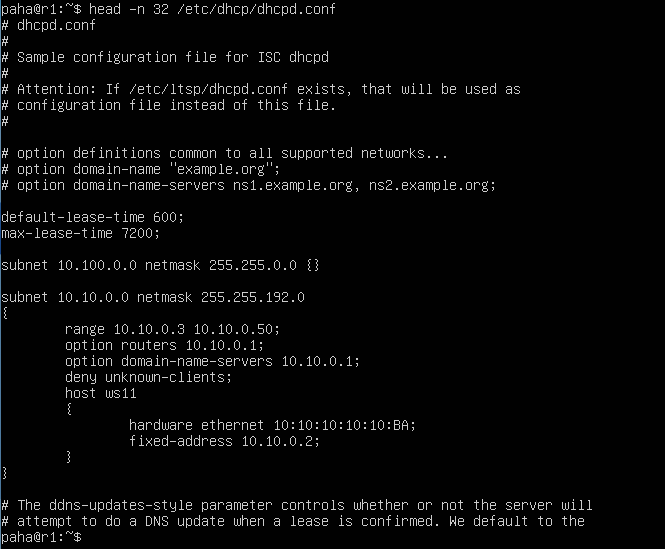 paha@r1:~$ head -n 32 /etc/dhcp/dhcpd.conf
# dhcpd.conf
#
# Sample configuration file for ISC dhcpd
#
# Attention: If /etc/ltsp/dhcpd.conf exists, that will be used as
# configuration file instead of this file.
#
# option definitions common to all supported networks...
# option domain-name "example.org";
# option domain-name-servers ns1.example.org, ns2.example.org;
default-lease-time 600;
max-lease-time 7200;
subnet 10.100.0.0 netmask 255.255.0.0 {}
subnet 10.10.0.0 netmask 255.255.192.0
{
range 10.10.0.3 10.10.0.50;
option routers 10.10.0.1;
option domain-name-servers 10.10.0.1;
deny unknown-clients;
host ws11
{
hardware ethernet 10:10:10:10:10:BA;
fixed-address 10.10.0.2;
}
}
# The ddns-updates-style parameter controls whether or not the server will
# attempt to do a DNS update when a lease is confirmed. We default to the
paha@r1:~$